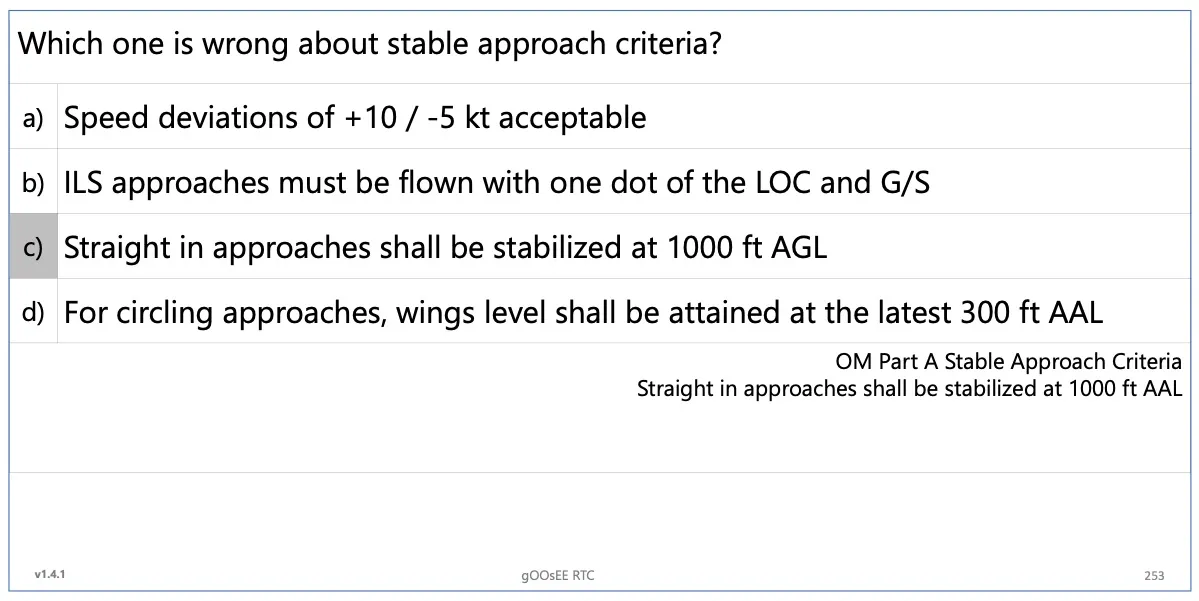 Which one is wrong about stable approach criteria?
a) Speed deviations of +10 / -5 kt acceptable
b) ILS approaches must be flown with one dot of the LOC and G/S
c) Straight in approaches shall be stabilized at 1000 ft AGL
d) For circling approaches, wings level shall be attained at the latest 300 ft AAL
OM Part A Stable Approach Criteria
Straight in approaches shall be stabilized at 1000 ft AAL
v1.4.1 gOOsEE RTC 253